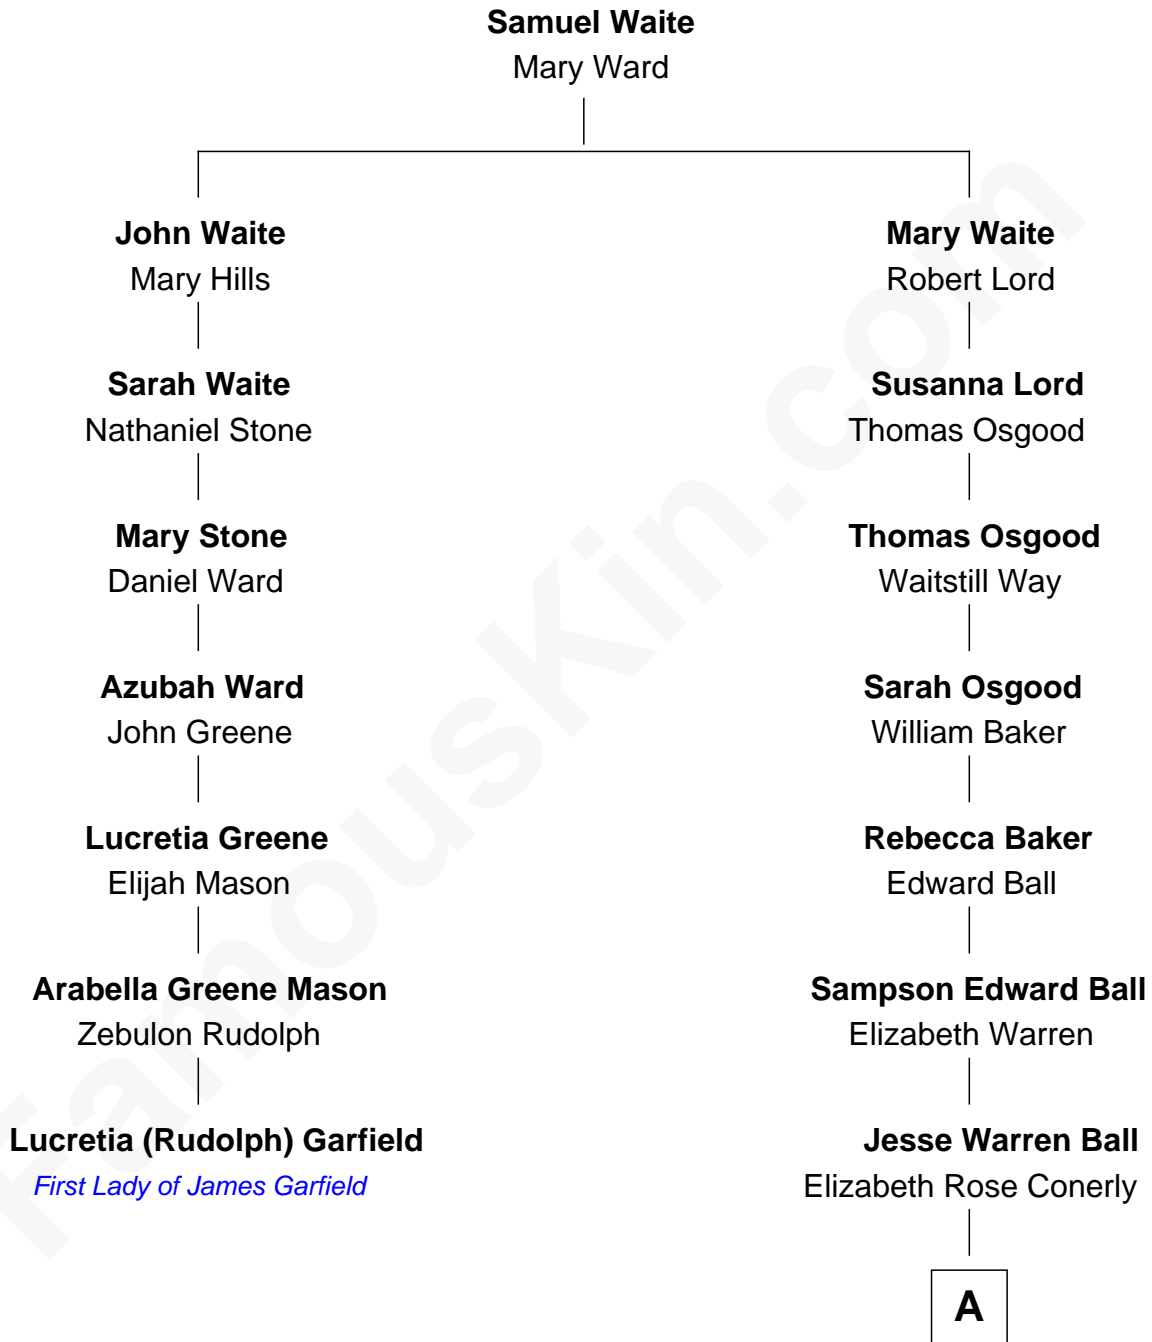 Samuel Waite
Mary Ward
John Waite
Mary Hills
Sarah Waite
Nathaniel Stone
Mary Stone
Daniel Ward
Azubah Ward
John Greene
Lucretia Greene
Elijah Mason
Arabella Greene Mason
Zebulon Rudolph
Lucretia (Rudolph) Garfield
First Lady of James Garfield
Mary Waite
Robert Lord
Susanna Lord
Thomas Osgood
Thomas Osgood
Waitstill Way
Sarah Osgood
William Baker
Rebecca Baker
Edward Ball
Sampson Edward Ball
Elizabeth Warren
Jesse Warren Ball
Elizabeth Rose Conerly
A
FamousKin.com